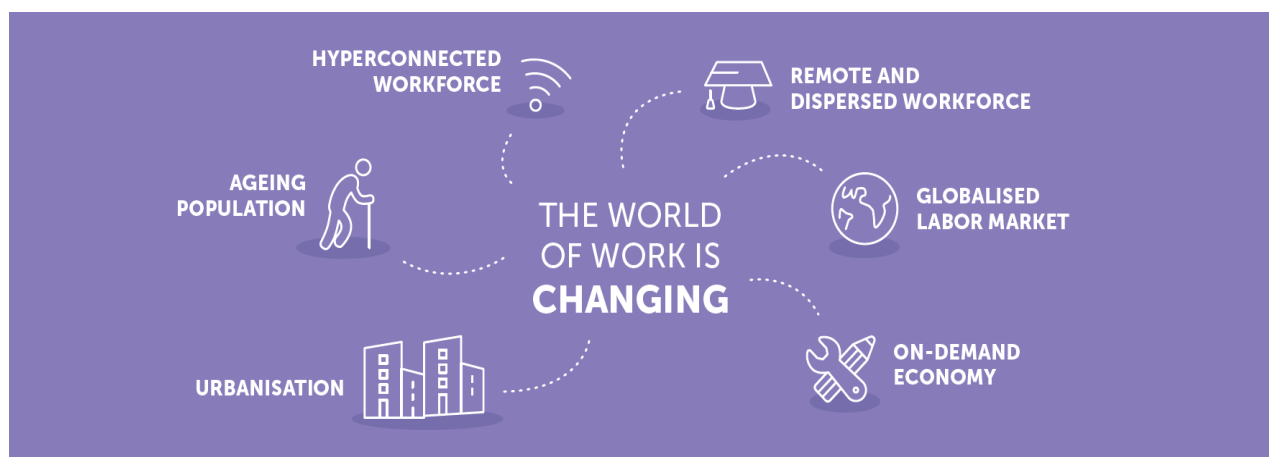 HYPERCONNECTED
WORKFORCE
REMOTE AND
DISPERSED WORKFORCE
AGEING
POPULATION
GLOBALISED
LABOR MARKET
THE WORLD
OF WORK IS
CHANGING
URBANISATION
ON-DEMAND
ECONOMY